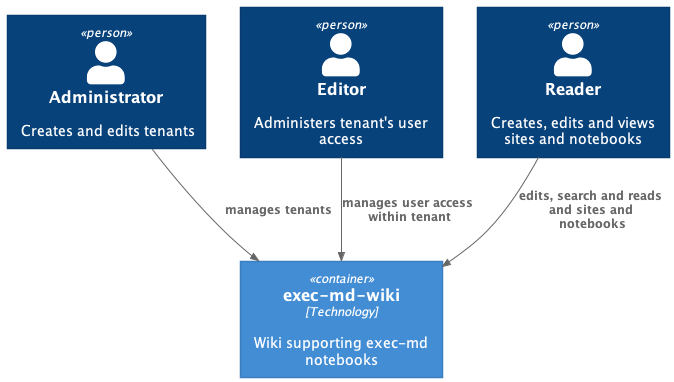 «person»
Administrator
Creates and edits tenants
«person»
Editor
Administers tenant's user
access
«person»
Reader
Creates, edits and views
sites and notebooks
manages tenants
manages user access
within tenant
edits, search and reads
and sites and
notebooks
«container»
exec-md-wiki
[Technology]
Wiki supporting exec-md
notebooks